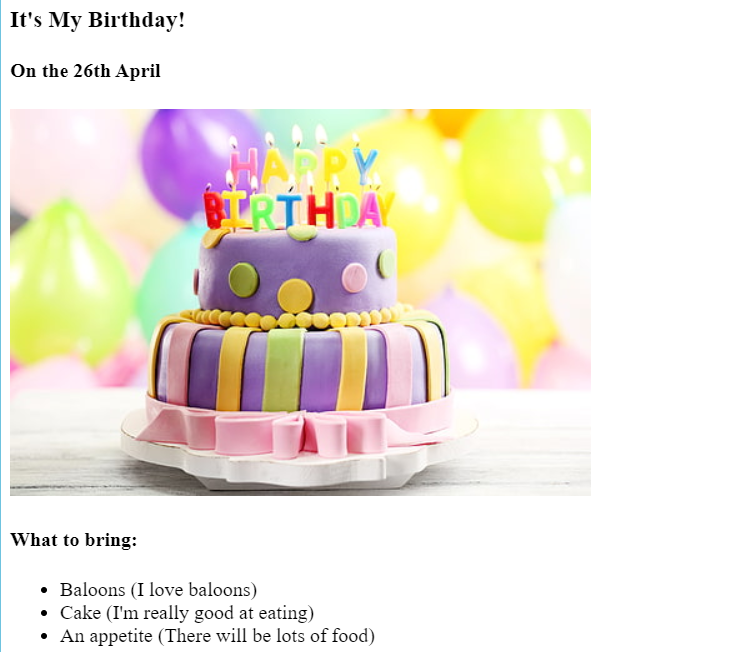 It's My Birthday!
On the 26th April
HAPPY
BIRTHDAY
What to bring:
Baloons (I love baloons)
Cake (I'm really good at eating)
An appetite (There will be lots of food)